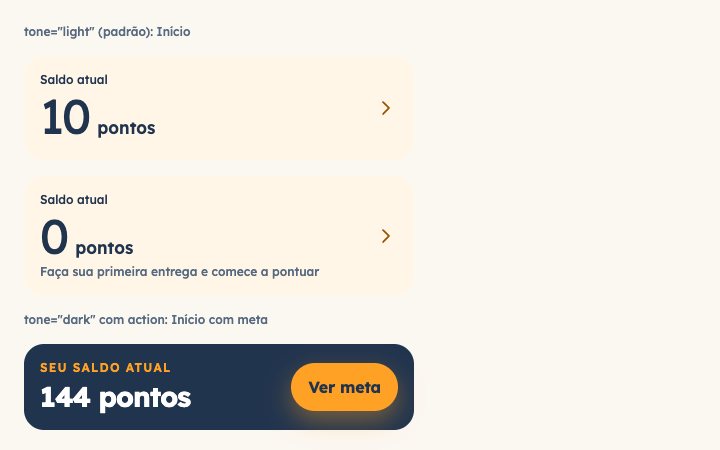 tone="light" (padrão): Início
Saldo atual
10 pontos
Saldo atual
0 pontos
Faça sua primeira entrega e comece a pontuar
tone="dark" com action: Início com meta
SEU SALDO ATUAL
144 pontos
Ver meta